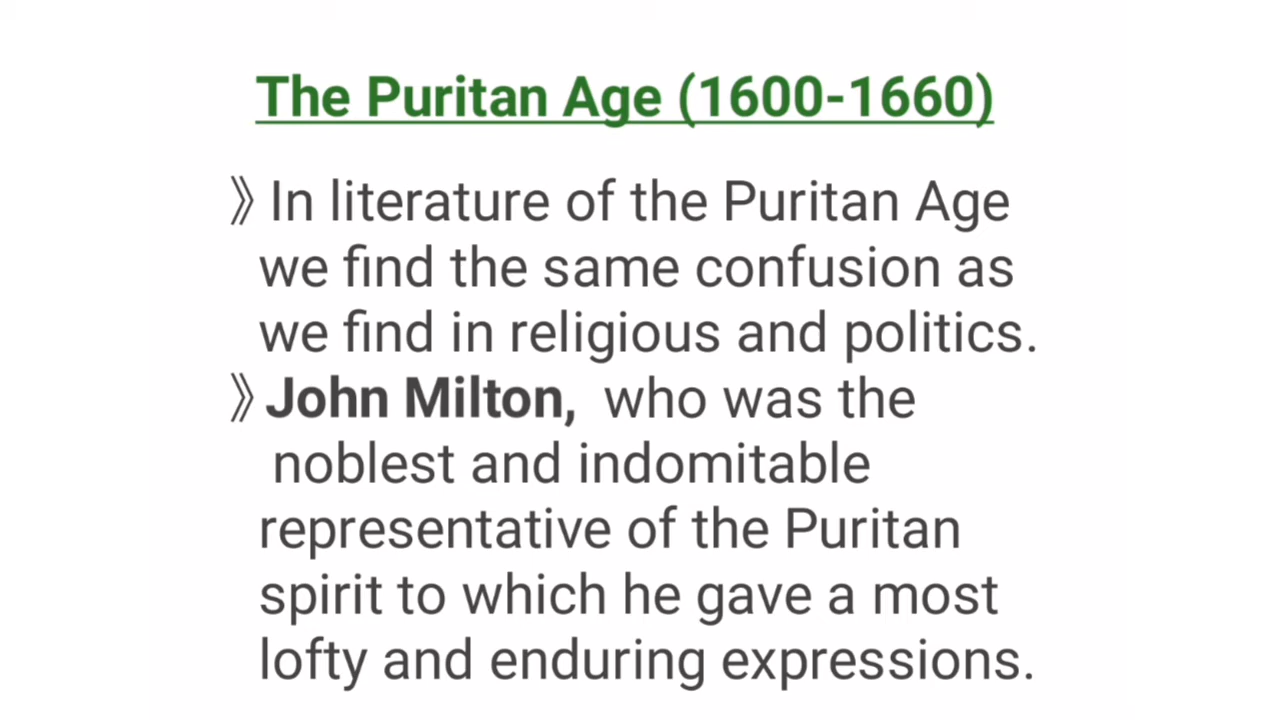 The Puritan Age (1600-1660)
》In literature of the Puritan Age
we find the same confusion as
we find in religious and politics.
》John Milton, who was the
noblest and indomitable
representative of the Puritan
spirit to which he gave a most
lofty and enduring expressions.